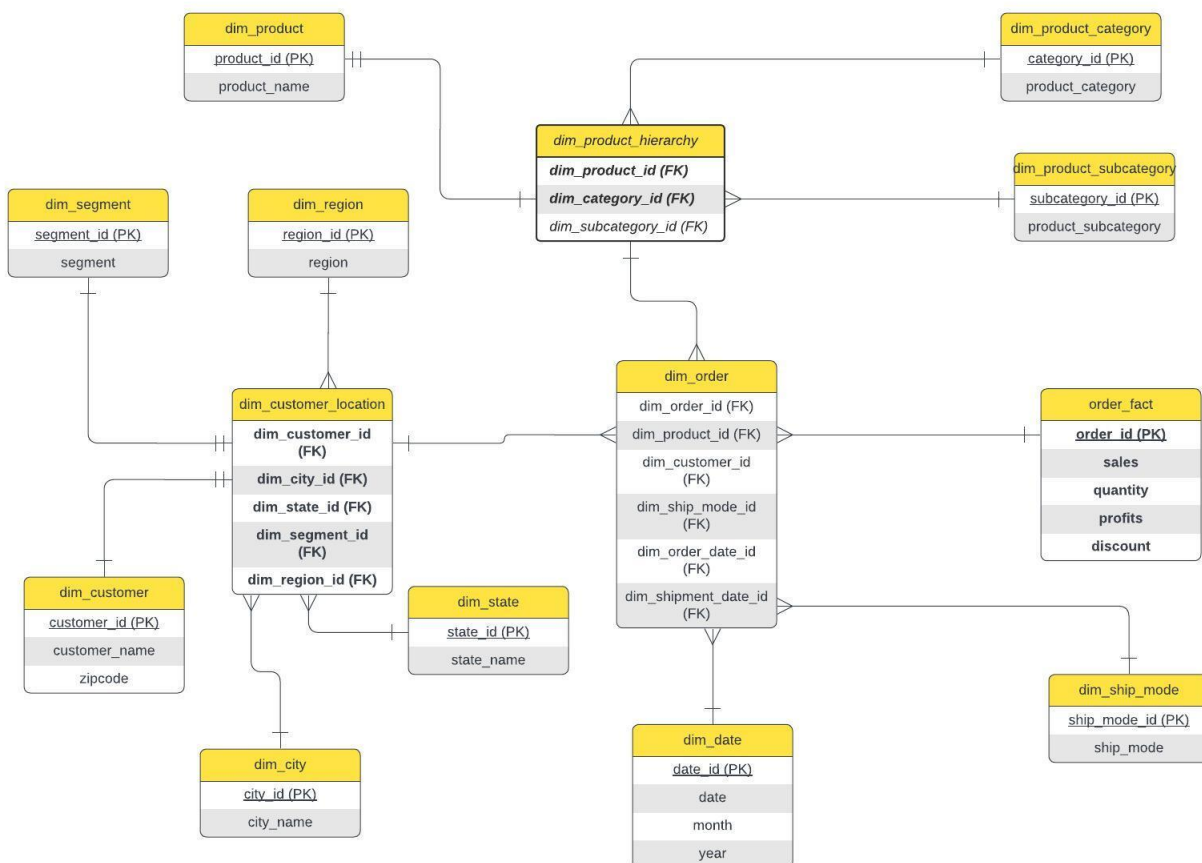 dim_product
product_id (PK)
product_name
dim_product_category
category_id (PK)
product_category
dim_product_hierarchy
dim_product_id (FK)
dim_category_id (FK)
dim_subcategory_id (FK)
dim_product_subcategory
subcategory_id (PK)
product_subcategory
dim_segment
segment_id (PK)
segment
dim_region
region_id (PK)
region
dim_customer_location
dim_customer_id
(FK)
dim_city_id (FK)
dim_state_id (FK)
dim_segment_id
(FK)
dim_region_id (FK)
dim_order
dim_order_id (FK)
dim_product_id (FK)
dim_customer_id
(FK)
dim_ship_mode_id
(FK)
dim_order_date_id
(FK)
dim_shipment_date_id
(FK)
order_fact
order_id (PK)
sales
quantity
profits
discount
dim_customer
customer_id (PK)
customer_name
zipcode
dim_state
state_id (PK)
state_name
dim_ship_mode
ship_mode_id (PK)
ship_mode
dim_city
city_id (PK)
city_name
dim_date
date_id (PK)
date
month
year